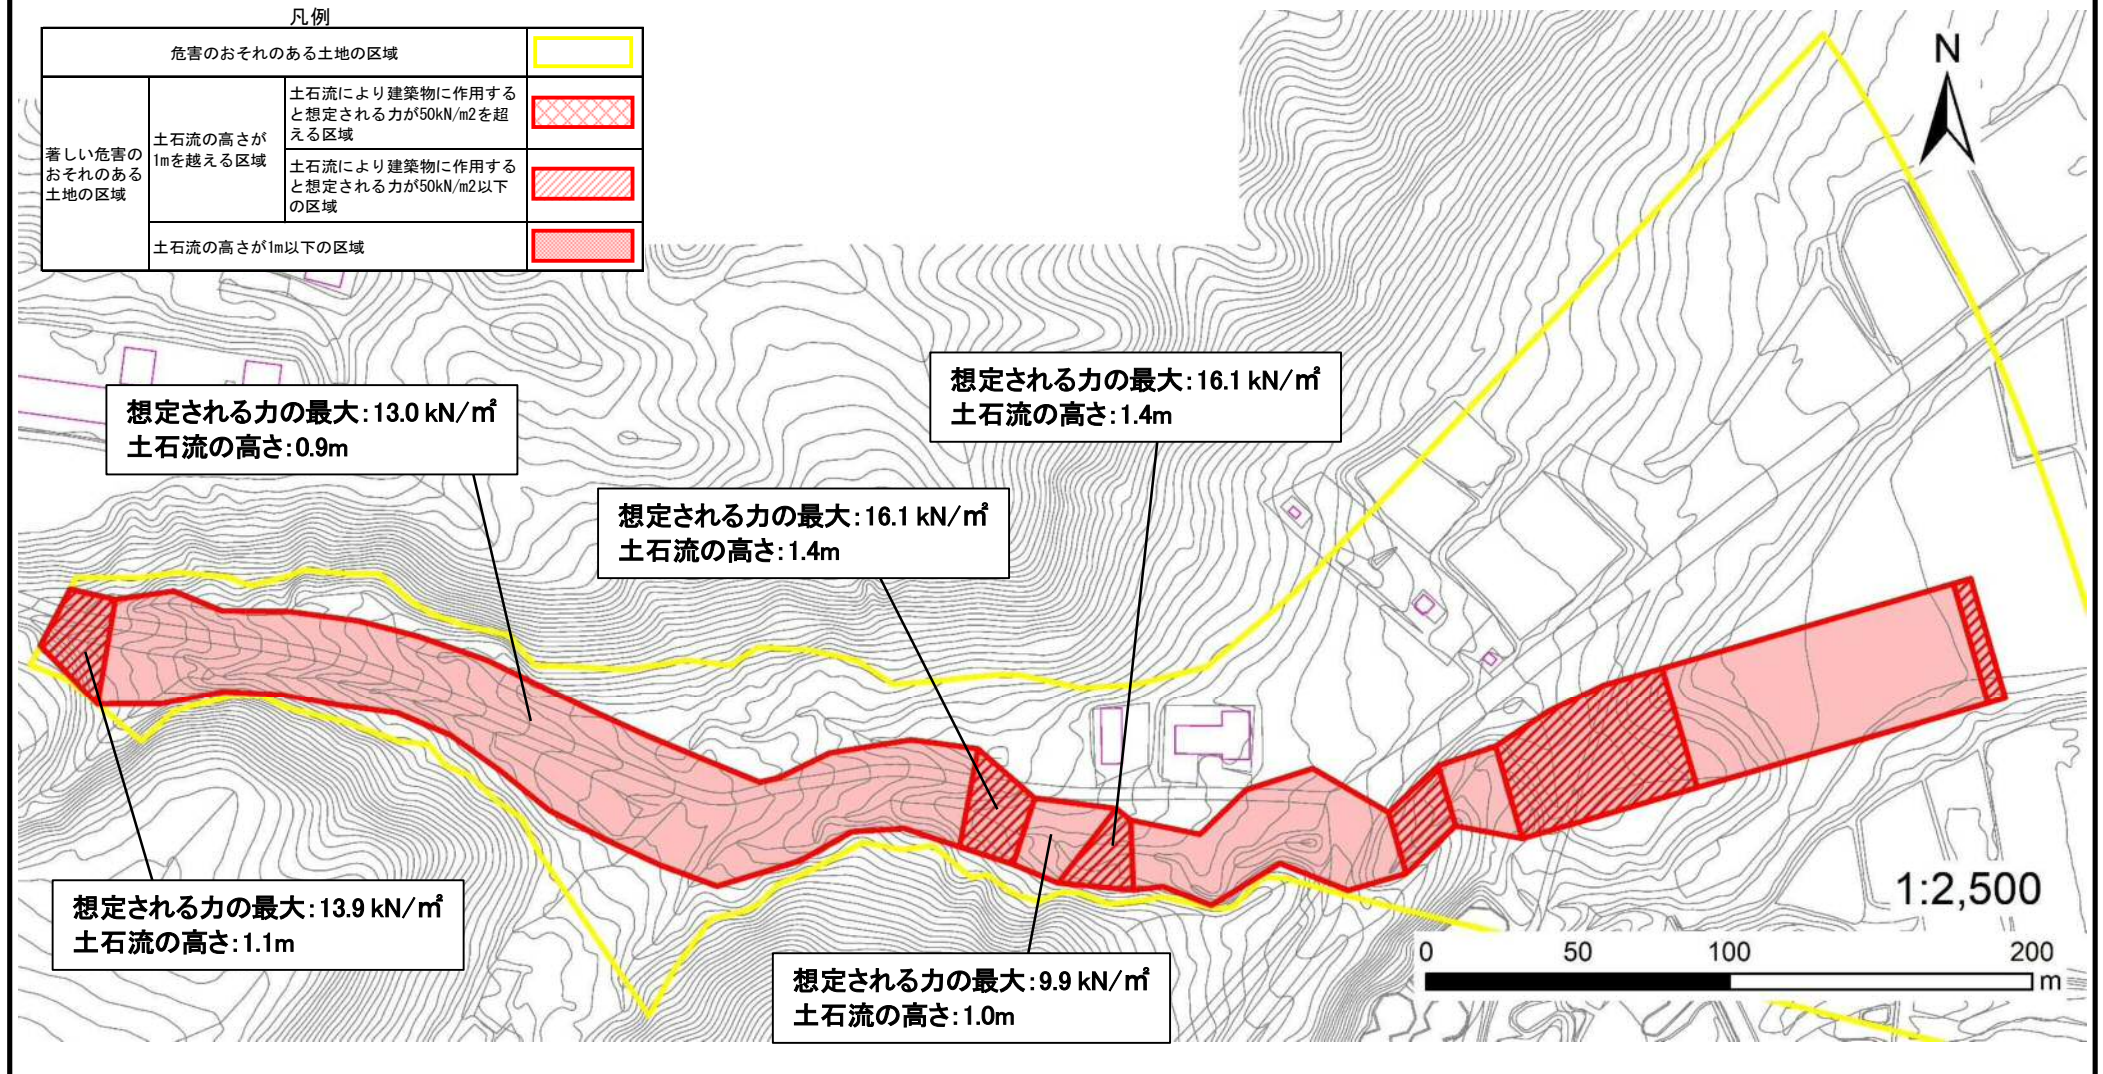 凡例
危害のおそれのある土地の区域
著しい危害の
おそれのある
土地の区域
土石流の高さが
1mを越える区域
土石流により建築物に作用する
と想定される力が50kN/m2を超
える区域
土石流により建築物に作用する
と想定される力が50kN/m2以下
の区域
土石流の高さが1m以下の区域
N
想定される力の最大:16.1 kN/㎡
土石流の高さ:1.4m
想定される力の最大:13.0 kN/㎡
土石流の高さ:0.9m
想定される力の最大:16.1 kN/㎡
土石流の高さ:1.4m
想定される力の最大:13.9 kN/㎡
土石流の高さ:1.1m
想定される力の最大:9.9 kN/㎡
土石流の高さ:1.0m
1:2,500
0 50 100 200
m